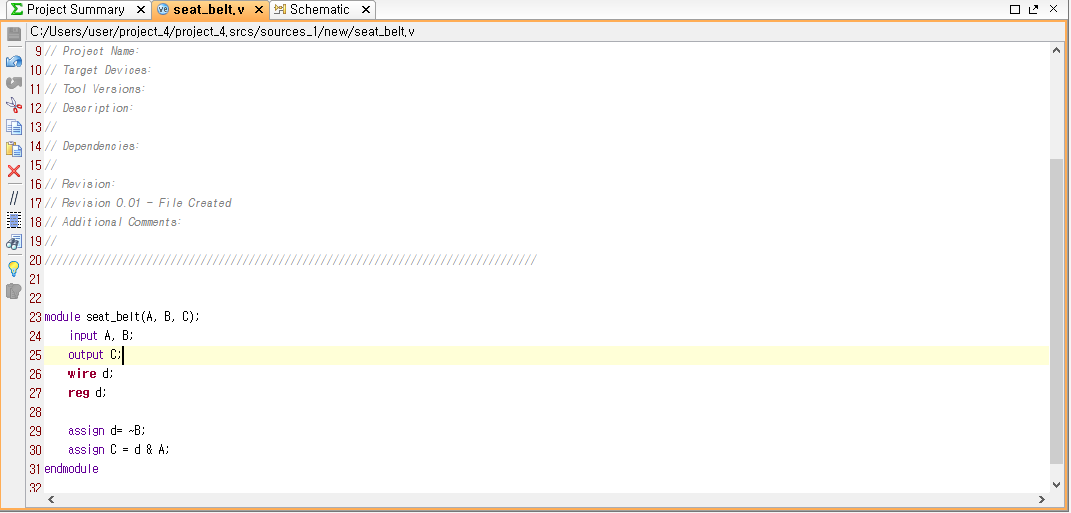 Project Summary × seat_belt.v × Schematic ×
C:/Users/user/project_4/project_4.srcs/sources_1/new/seat_belt.v
9 // Project Name:
10 // Target Devices:
11 // Tool Versions:
12 // Description:
13 //
14 // Dependencies:
15 //
16 // Revision:
17 // Revision 0.01 - File Created
18 // Additional Comments:
19 //
20 //////////////////////////////////////////////////////////////////////////////////
21
22
23 module seat_belt(A, B, C);
24 input A, B;
25 output C;
26 wire d;
27 reg d;
28
29 assign d= ~B;
30 assign C = d & A;
31 endmodule
32